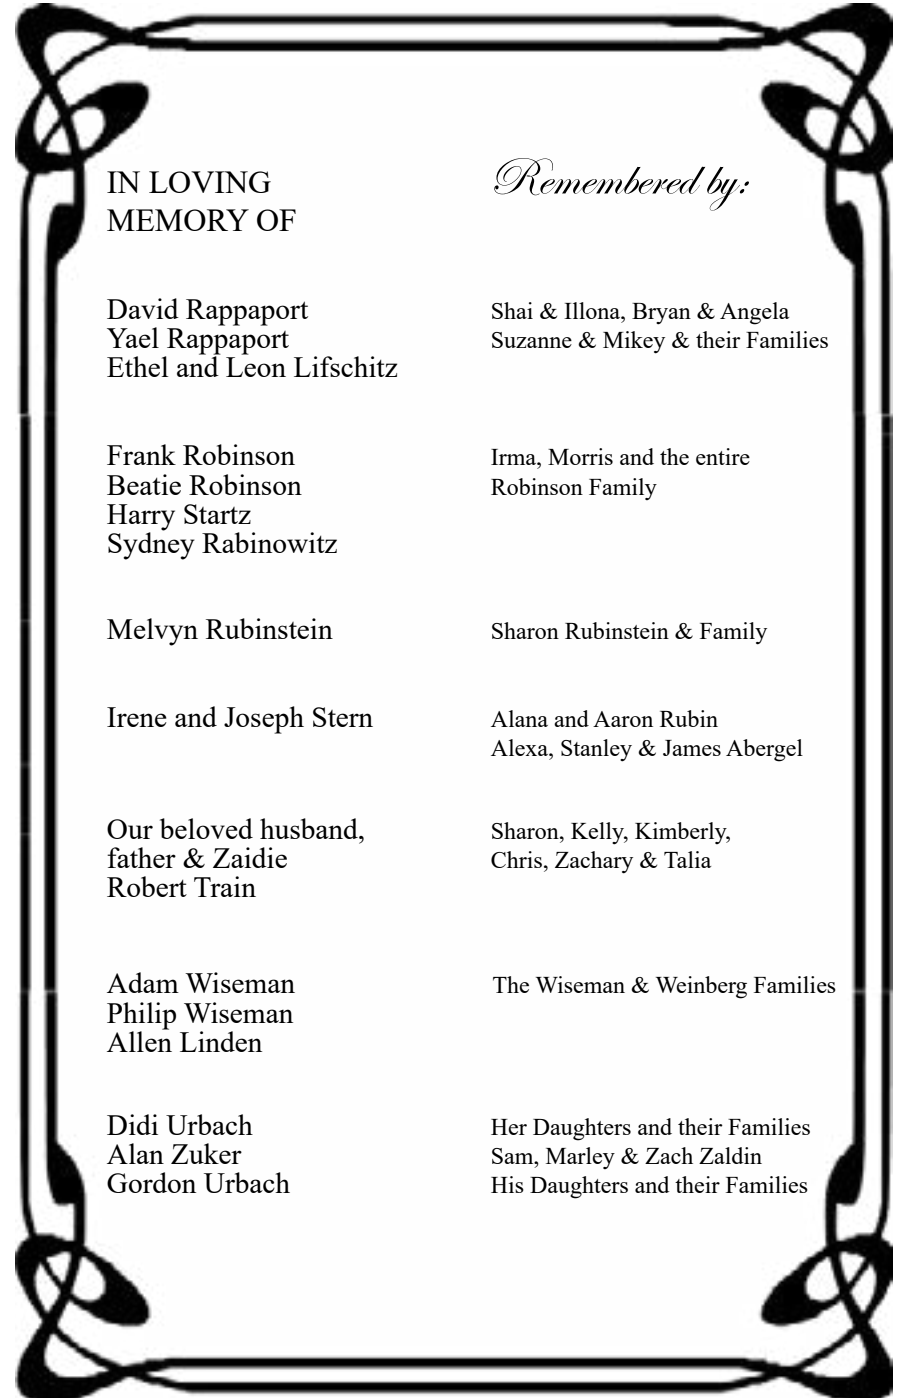 IN LOVING
MEMORY OF
Remembered by:
David Rappaport
Yael Rappaport
Ethel and Leon Lifschitz
Shai & Illona, Bryan & Angela
Suzanne & Mikey & their Families
Frank Robinson
Beatie Robinson
Harry Startz
Sydney Rabinowitz
Irma, Morris and the entire
Robinson Family
Melvyn Rubinstein
Sharon Rubinstein & Family
Irene and Joseph Stern
Alana and Aaron Rubin
Alexa, Stanley & James Abergel
Our beloved husband,
father & Zaidie
Robert Train
Sharon, Kelly, Kimberly,
Chris, Zachary & Talia
Adam Wiseman
Philip Wiseman
Allen Linden
The Wiseman & Weinberg Families
Didi Urbach
Alan Zuker
Gordon Urbach
Her Daughters and their Families
Sam, Marley & Zach Zaldin
His Daughters and their Families